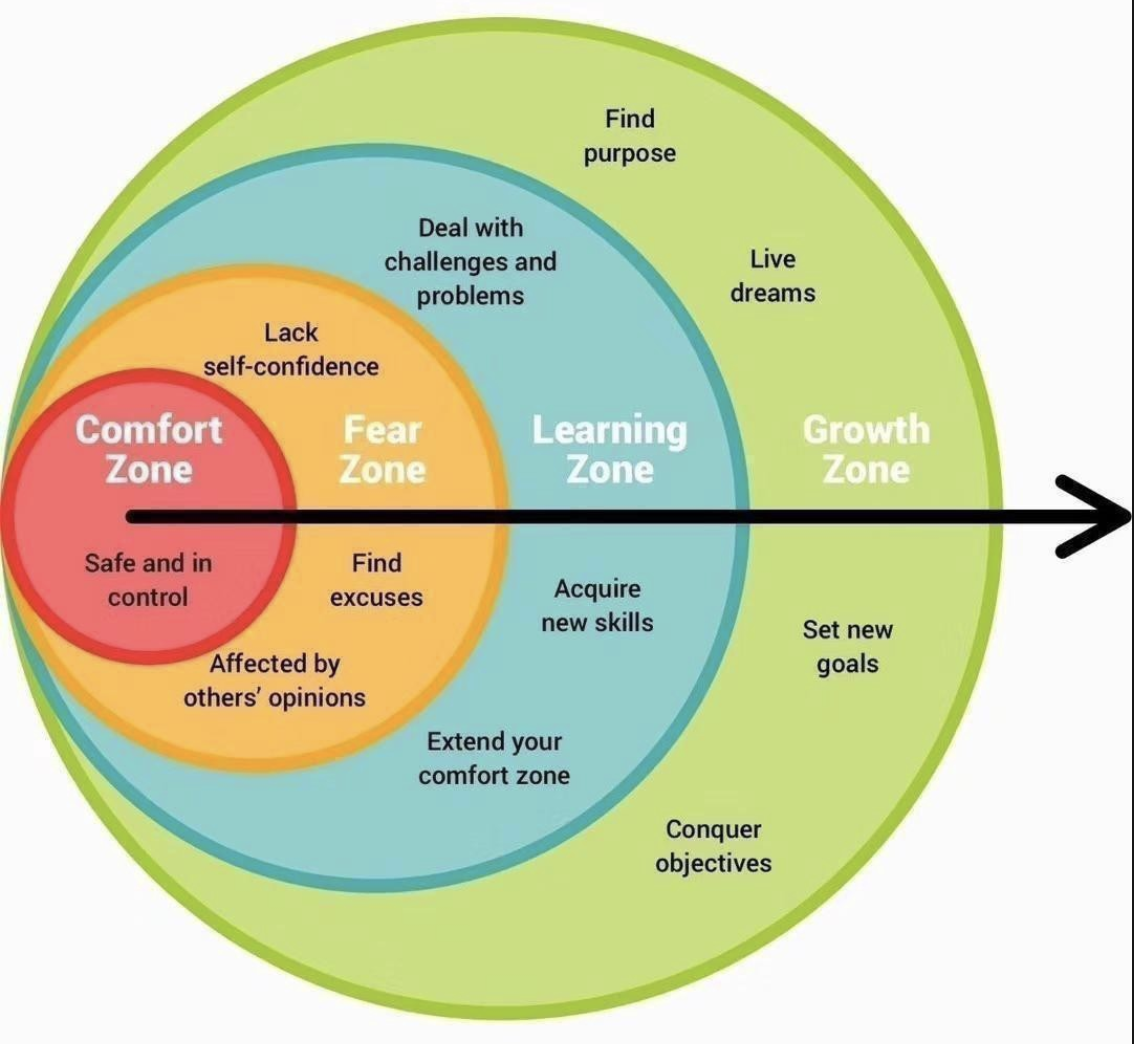 Find
purpose
Deal with
challenges and
problems
Live
dreams
Lack
self-confidence
Comfort
Zone
Fear
Zone
Learning
Zone
Growth
Zone
Safe and in
control
Find
excuses
Acquire
new skills
Set new
goals
Affected by
others’ opinions
Extend your
comfort zone
Conquer
objectives